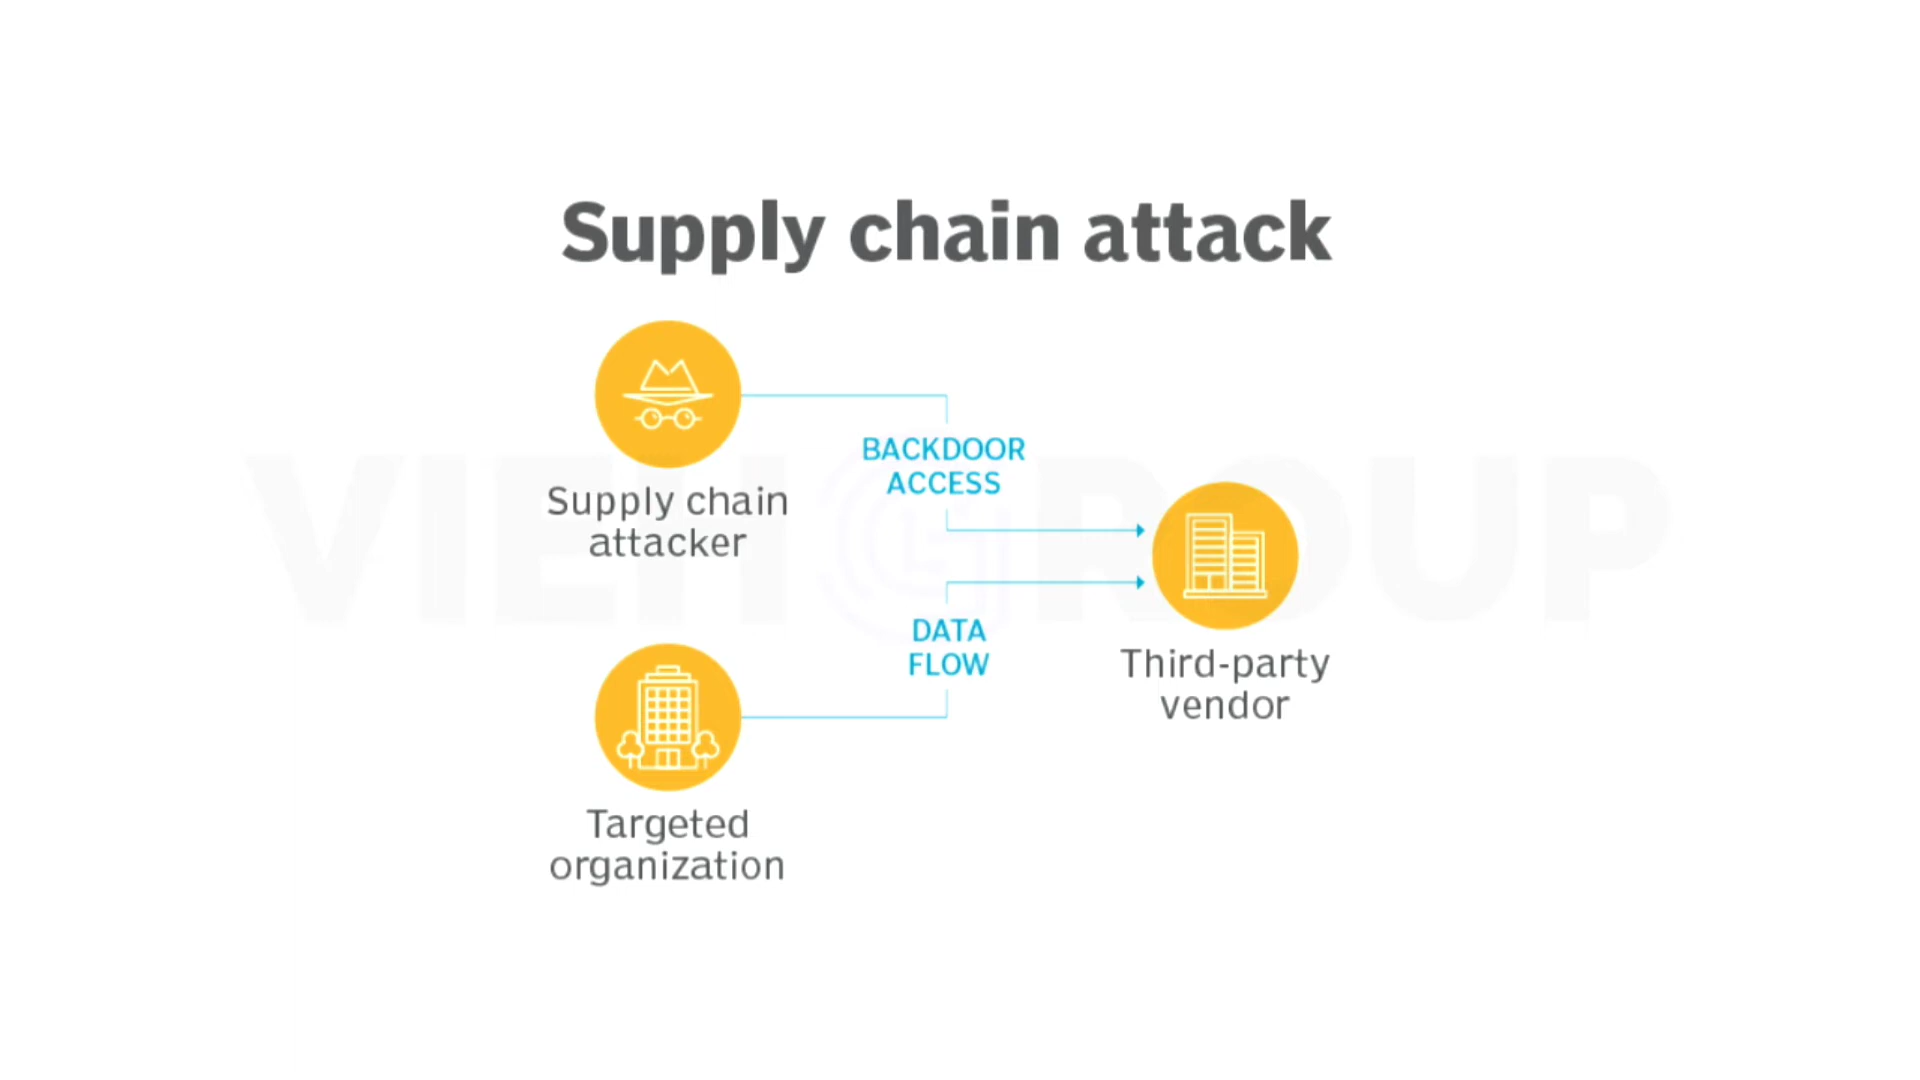 Supply chain attack
BACKDOOR
ACCESS
Supply chain
attacker
DATA
FLOW
Third-party
vendor
Targeted
organization